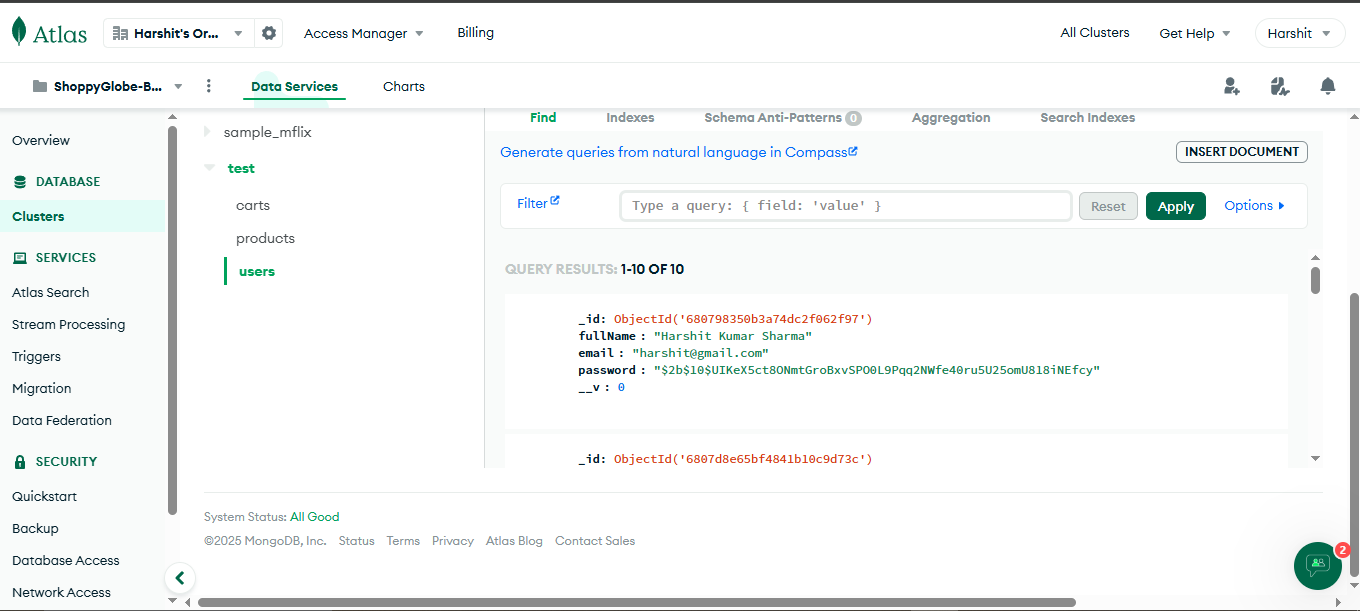 Atlas
Harshit's Or...
Access Manager
Billing
All Clusters
Get Help
Harshit
ShoppyGlobe-B...
Data Services
Charts
Overview
DATABASE
Clusters
SERVICES
Atlas Search
Stream Processing
Triggers
Migration
Data Federation
SECURITY
Quickstart
Backup
Database Access
Network Access
sample_mflix
test
carts
products
users
Find Indexes Schema Anti-Patterns 0 Aggregation Search Indexes
Generate queries from natural language in Compass
INSERT DOCUMENT
Filter
Type a query: { field: 'value' }
Reset
Apply
Options
QUERY RESULTS: 1-10 OF 10
_id: ObjectId('680798350b3a74dc2f062f97')
fullName : "Harshit Kumar Sharma"
email : "harshit@gmail.com"
password : "$2b$10$UIKeX5ct8ONmtGroBxvSPO0L9Pqq2NWfe40ru5U25omU818iNEfcy"
__v : 0
_id: ObjectId('6807d8e65bf4841b10c9d73c')
System Status: All Good
©2025 MongoDB, Inc. Status Terms Privacy Atlas Blog Contact Sales
2